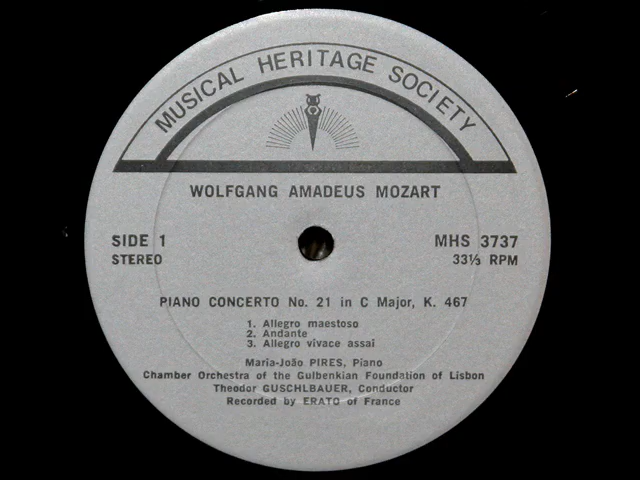 MUSICAL HERITAGE SOCIETY
WOLFGANG AMADEUS MOZART
SIDE 1
STEREO
MHS 3737
33⅓ RPM
PIANO CONCERTO No. 21 in C Major, K. 467
1. Allegro maestoso
2. Andante
3. Allegro vivace assai
Maria-João PIRES, Piano
Chamber Orchestra of the Gulbenkian Foundation of Lisbon
Theodor GUSCHLBAUER, Conductor
Recorded by ERATO of France